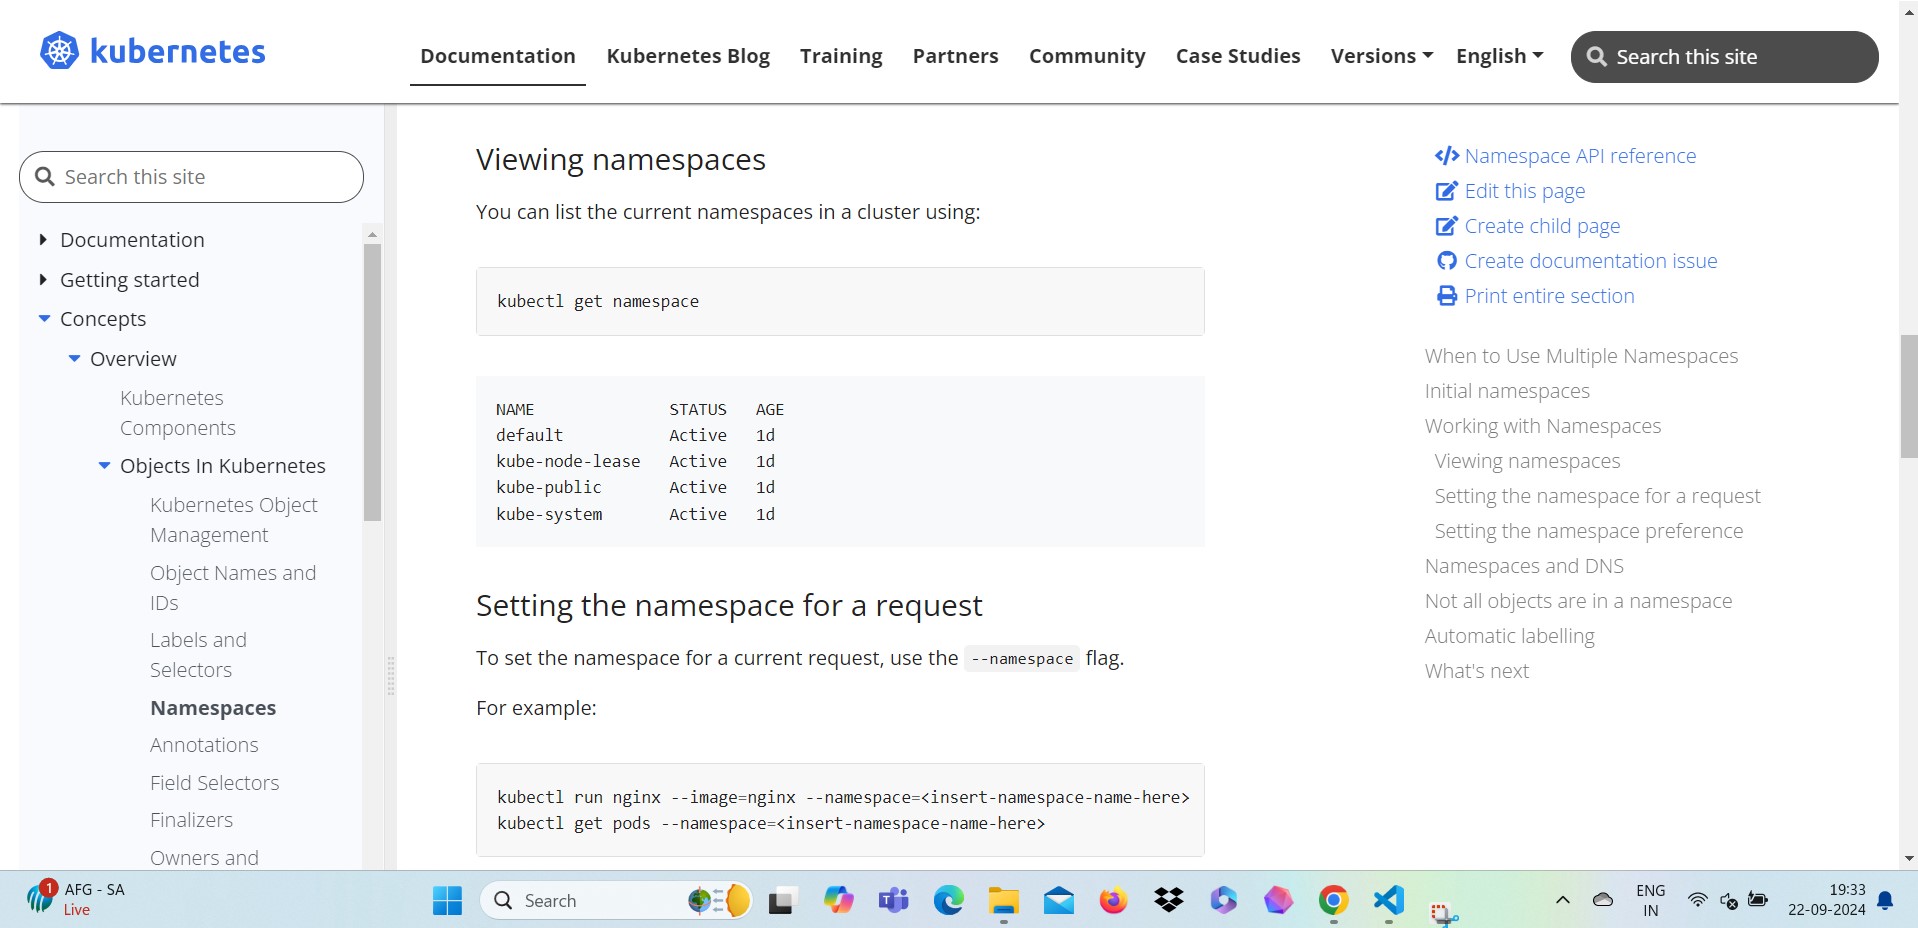 kubernetes
Documentation
Kubernetes Blog
Training
Partners
Community
Case Studies
Versions
English
Search this site
Search this site
Documentation
Getting started
Concepts
Overview
Kubernetes
Components
Objects In Kubernetes
Kubernetes Object
Management
Object Names and
IDs
Labels and
Selectors
Namespaces
Annotations
Field Selectors
Finalizers
Owners and
Viewing namespaces
You can list the current namespaces in a cluster using:
kubectl get namespace
NAME STATUS AGE
default Active 1d
kube-node-lease Active 1d
kube-public Active 1d
kube-system Active 1d
Setting the namespace for a request
To set the namespace for a current request, use the --namespace flag.
For example:
kubectl run nginx --image=nginx --namespace=<insert-namespace-name-here>
kubectl get pods --namespace=<insert-namespace-name-here>
Namespace API reference
Edit this page
Create child page
Create documentation issue
Print entire section
When to Use Multiple Namespaces
Initial namespaces
Working with Namespaces
Viewing namespaces
Setting the namespace for a request
Setting the namespace preference
Namespaces and DNS
Not all objects are in a namespace
Automatic labelling
What's next
1
AFG - SA
Live
Search
ENG
IN
19:33
22-09-2024